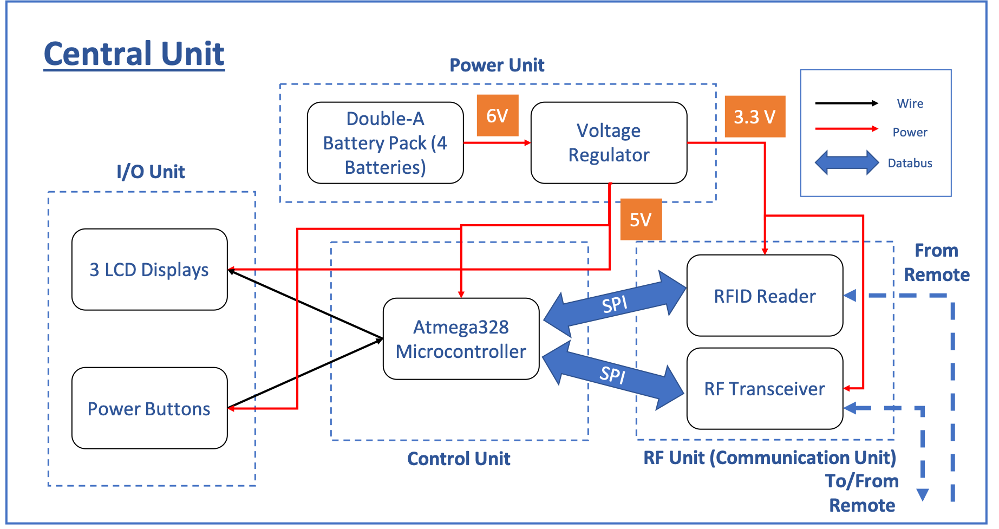 Central Unit
Power Unit
Double-A
Battery Pack (4
Batteries)
6V
Voltage
Regulator
3.3 V
Wire
Power
Databus
I/O Unit
5V
3 LCD Displays
Power Buttons
Atmega328
Microcontroller
Control Unit
SPI
SPI
RFID Reader
RF Transceiver
RF Unit (Communication Unit)
From
Remote
To/From
Remote